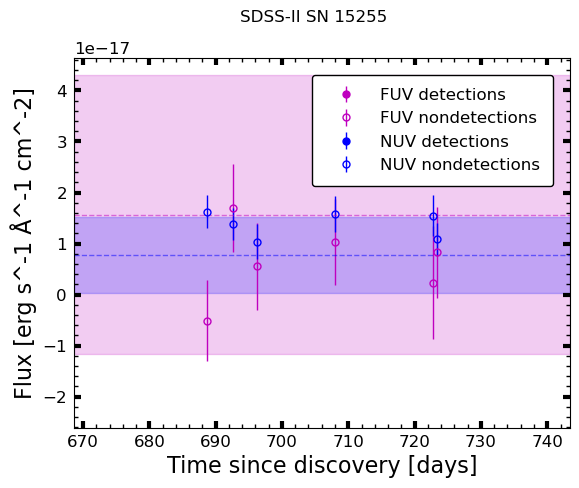 SDSS-II SN 15255
1e−17
FUV detections
FUV nondetections
NUV detections
NUV nondetections
4
3
2
1
0
−1
−2
Flux [erg s^-1 Å^-1 cm^-2]
670 680 690 700 710 720 730 740
Time since discovery [days]